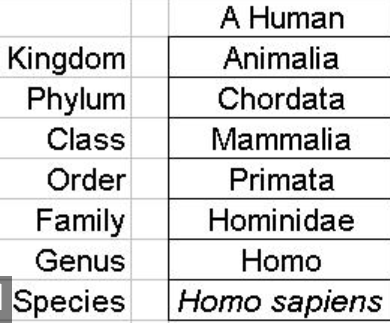 A Human
Kingdom Animalia
Phylum Chordata
Class Mammalia
Order Primata
Family Hominidae
Genus Homo
Species Homo sapiens